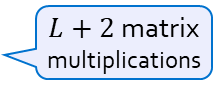 L + 2 matrix
multiplications